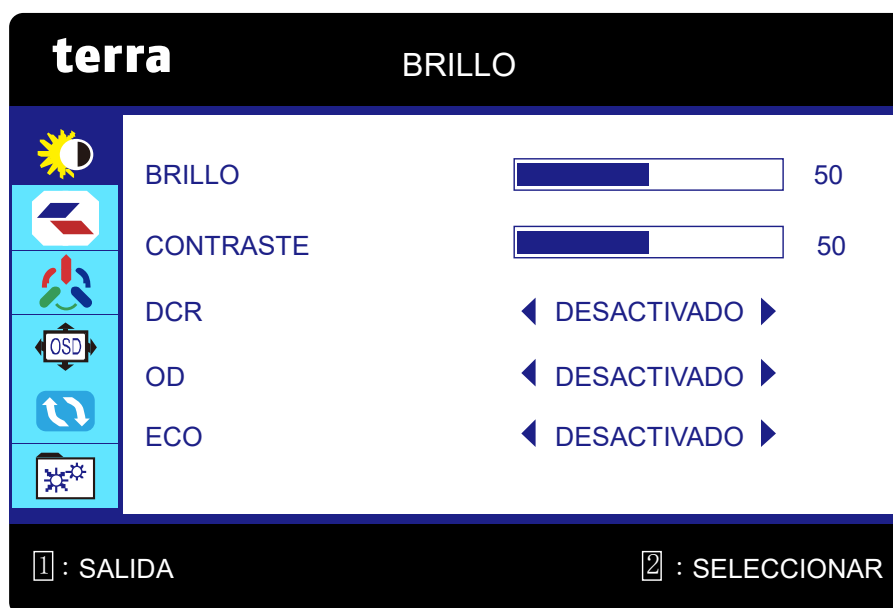 terra BRILLO
BRILLO 50
CONTRASTE 50
DCR DESACTIVADO
OD DESACTIVADO
OSD
ECO DESACTIVADO
1 : SALIDA 2 : SELECCIONAR